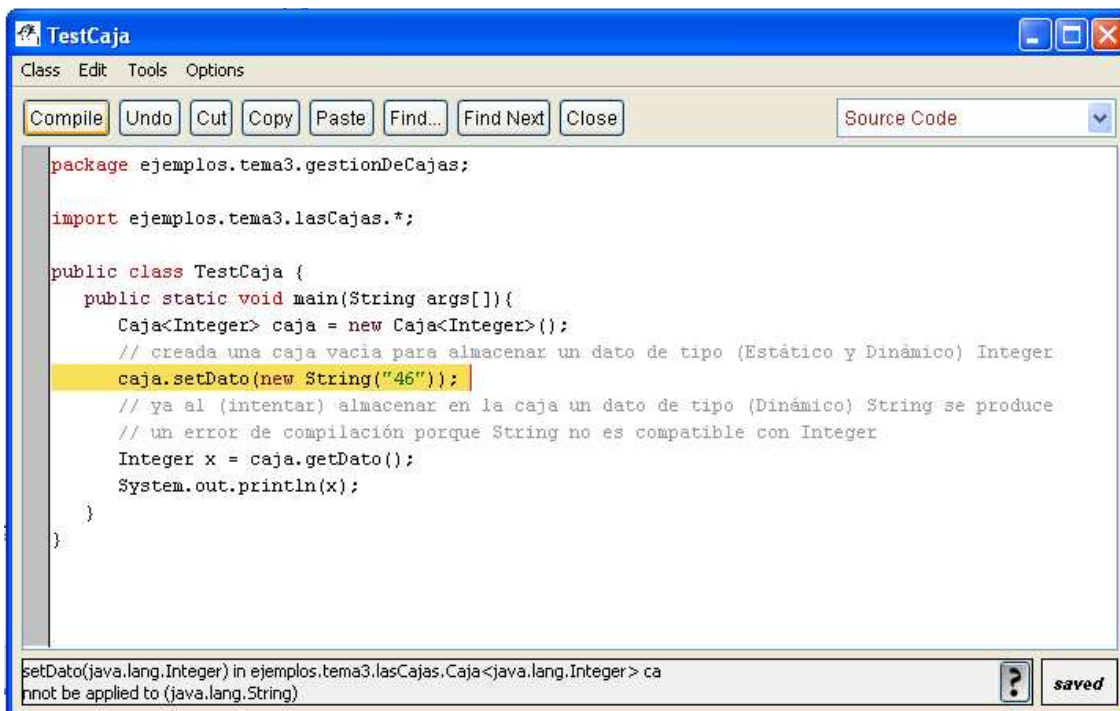 TestCaja
Class Edit Tools Options
Compile Undo Cut Copy Paste Find... Find Next Close Source Code
package ejemplos.tema3.gestionDeCajas;
import ejemplos.tema3.lasCajas.*;
public class TestCaja {
public static void main(String args[]){
Caja<Integer> caja = new Caja<Integer>();
// creada una caja vacía para almacenar un dato de tipo (Estático y Dinámico) Integer
caja.setDato(new String("46"));
// ya al (intentar) almacenar en la caja un dato de tipo (Dinámico) String se produce
// un error de compilación porque String no es compatible con Integer
Integer x = caja.getDato();
System.out.println(x);
}
}
setDato(java.lang.Integer) in ejemplos.tema3.lasCajas.Caja<java.lang.Integer> ca
nnot be applied to (java.lang.String)
? saved